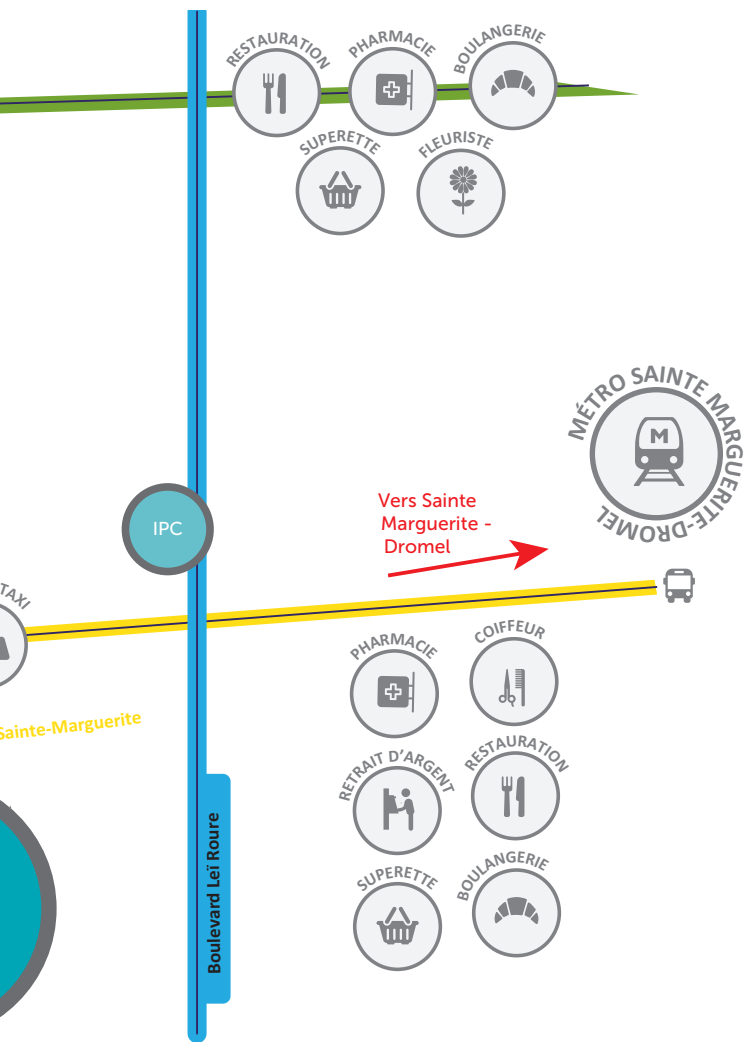 RESTAURATION
PHARMACIE
BOULANGERIE
SUPERETTE
FLEURISTE
MÉTRO SAINTE MARGUERITE-DROMEL
M
IPC
Vers Sainte
Marguerite -
Dromel
TAXI
COIFFEUR
PHARMACIE
Sainte-Marguerite
RETRAIT D'ARGENT
RESTAURATION
SUPERETTE
BOULANGERIE
Boulevard Leï Roure